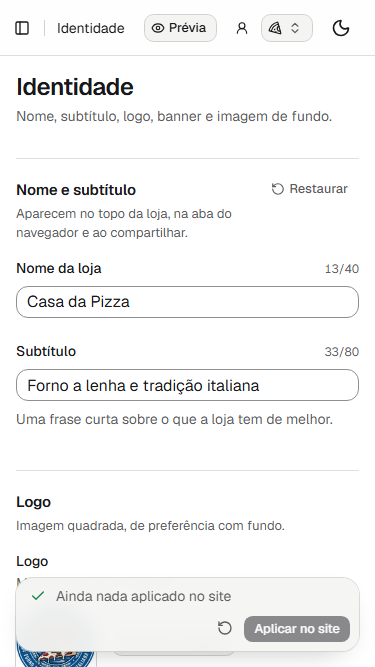 Identidade
Prévia
Identidade
Nome, subtítulo, logo, banner e imagem de fundo.
Nome e subtítulo
Restaurar
Aparecem no topo da loja, na aba do
navegador e ao compartilhar.
Nome da loja
13/40
Casa da Pizza
Subtítulo
33/80
Forno a lenha e tradição italiana
Uma frase curta sobre o que a loja tem de melhor.
Logo
Imagem quadrada, de preferência com fundo.
Logo
Ainda nada aplicado no site
Aplicar no site